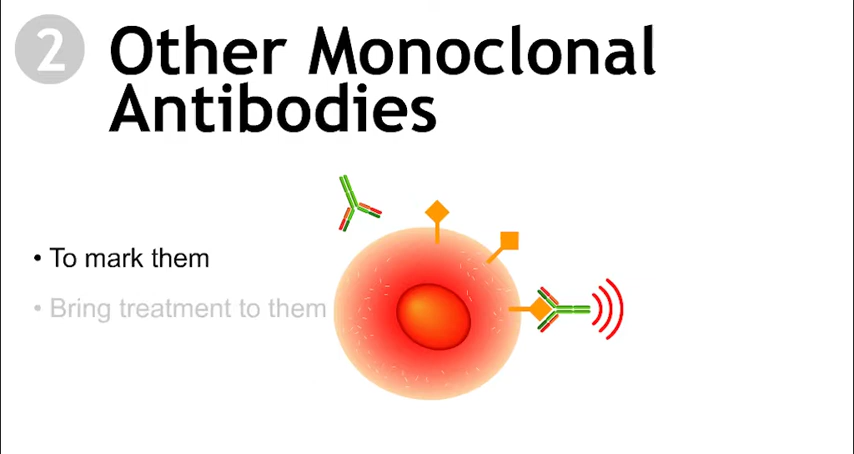 2
Other Monoclonal
Antibodies
• To mark them
• Bring treatment to them